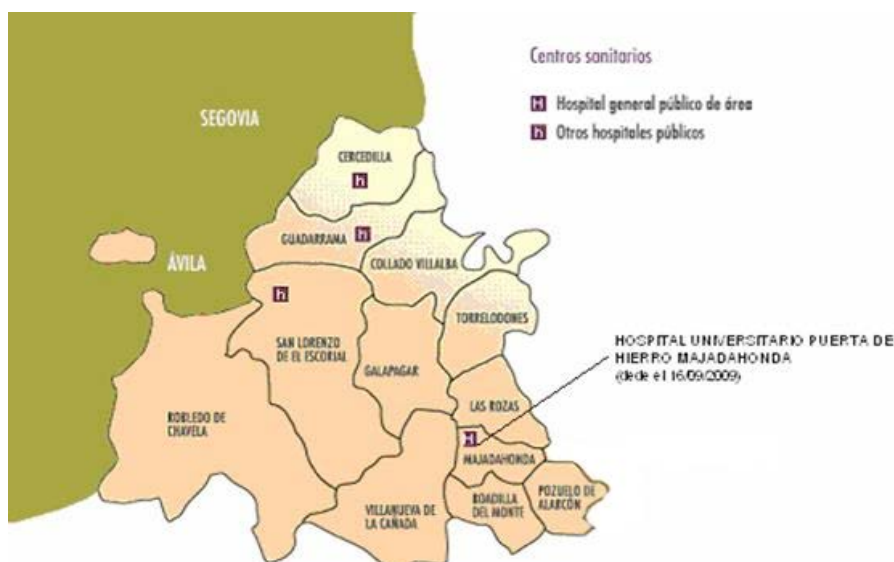 Centros sanitarios
H Hospital general público de área
h Otros hospitales públicos
SEGOVIA
CERCEDILLA
h
GUADARRAMA
h
ÁVILA
COLLADO VILLALBA
h
TORRELODONES
SAN LORENZO
DE EL ESCORIAL
GALAPAGAR
HOSPITAL UNIVERSITARIO PUERTA DE
HIERRO MAJADAHONDA
(dede el 16/09/2009)
LAS ROZAS
ROBLEDO DE
CHAVELA
H
MAJADAHONDA
VILLANUEVA DE
LA CAÑADA
BOADILLA
DEL MONTE
POZUELO DE
ALARCÓN